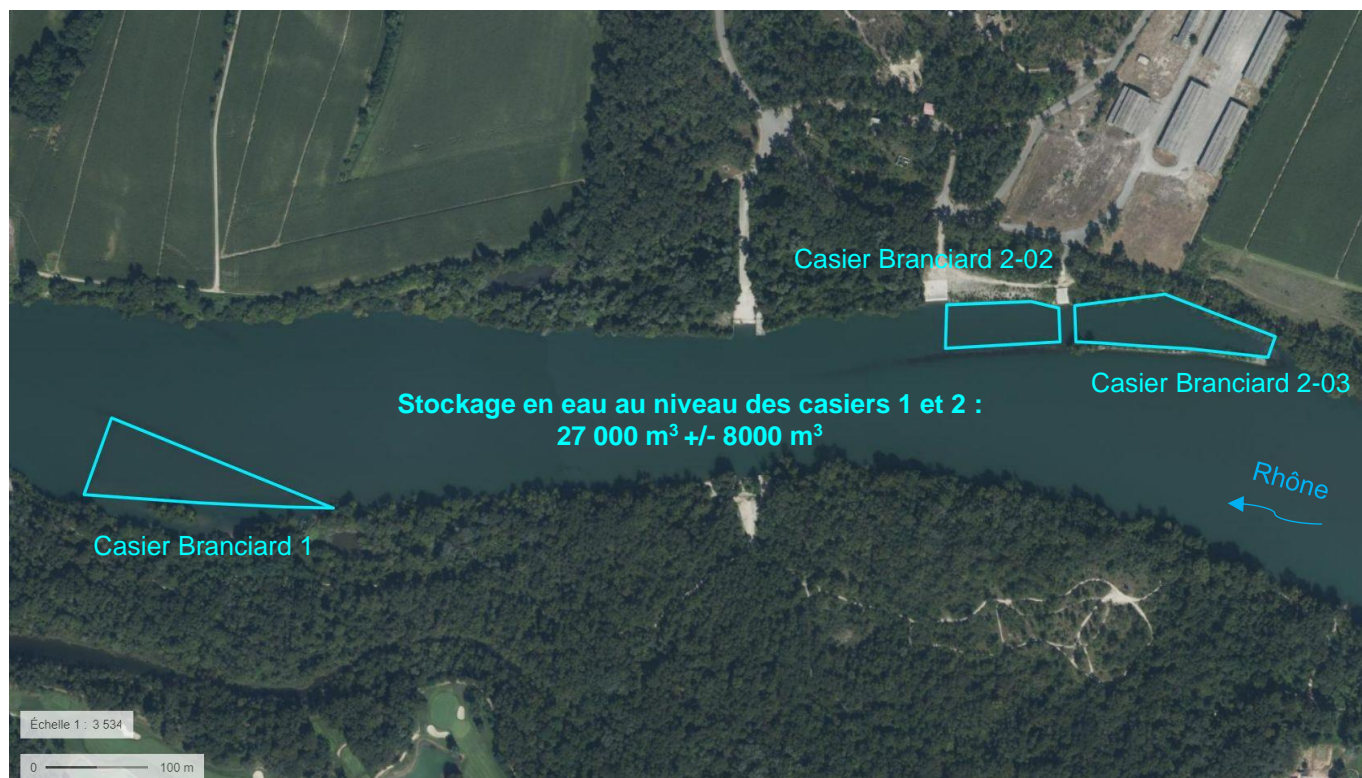 Casier Branciard 2-02
Casier Branciard 2-03
Stockage en eau au niveau des casiers 1 et 2 :
27 000 m³ +/- 8000 m³
Rhône
Casier Branciard 1
Échelle 1 : 3 534
0 100 m